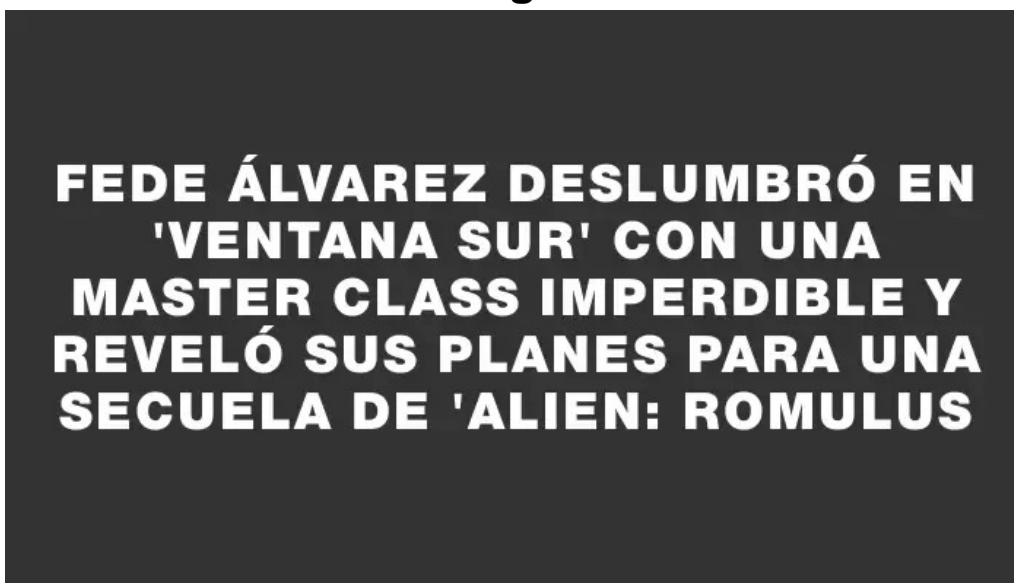 FEDE ÁLVAREZ DESLUMBRÓ EN
'VENTANA SUR' CON UNA
MASTER CLASS IMPERDIBLE Y
REVELÓ SUS PLANES PARA UNA
SECUELA DE 'ALIEN: ROMULUS